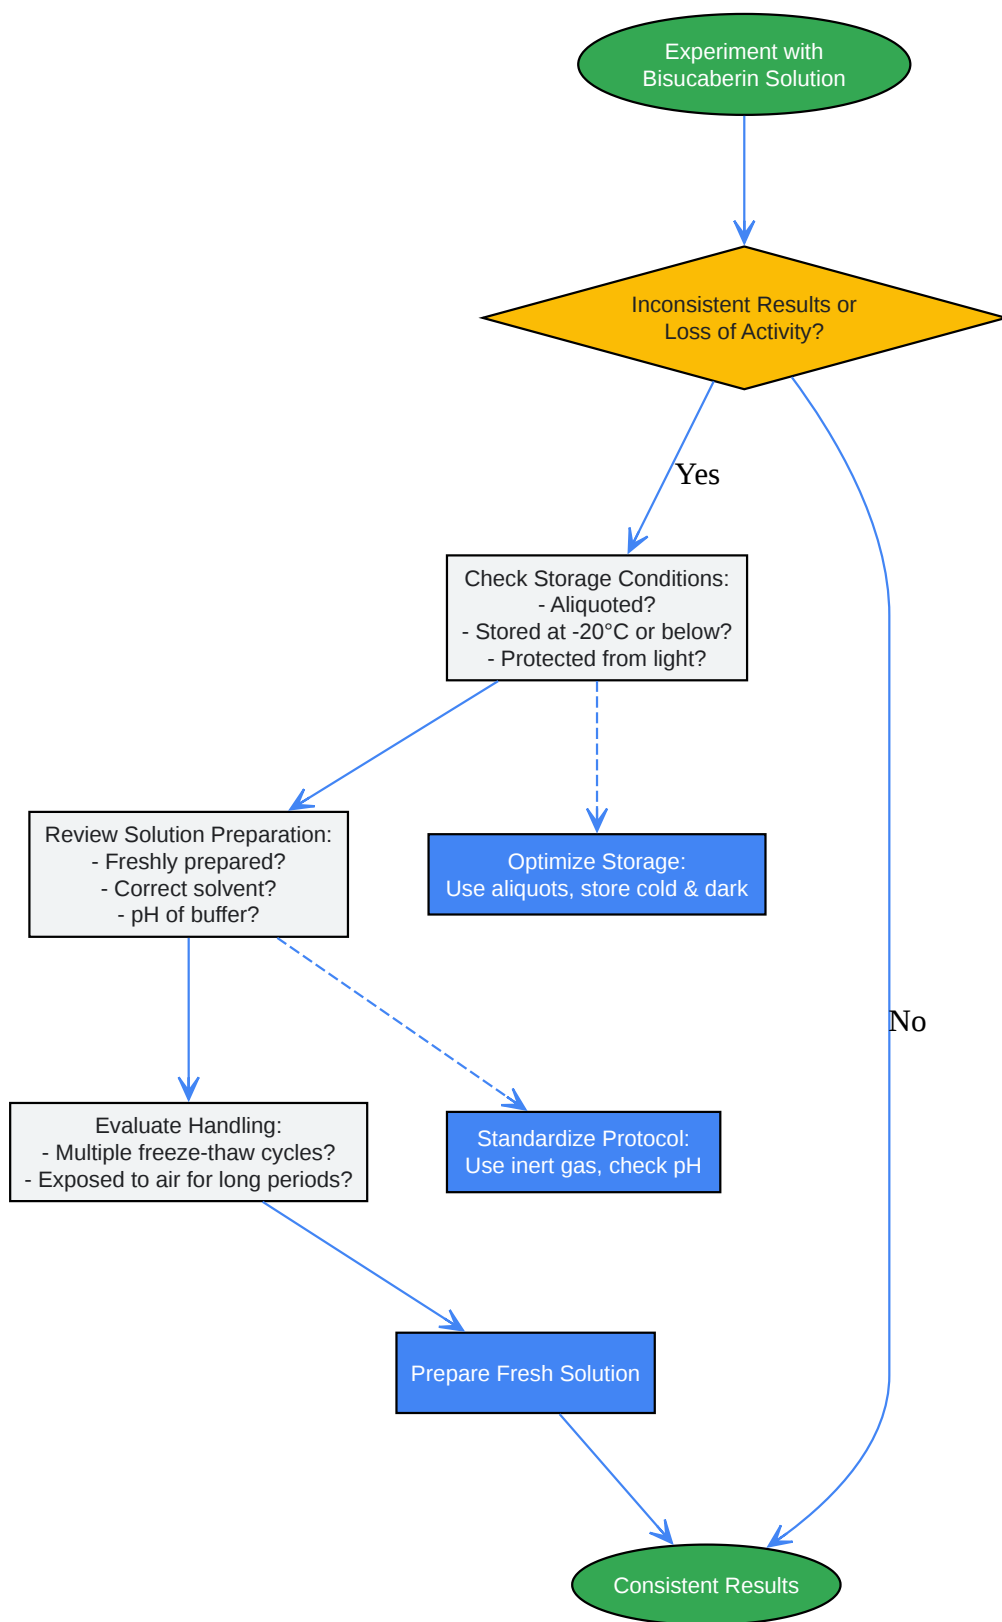 Experiment with
Bisucaberin Solution
Inconsistent Results or
Loss of Activity?
Yes
Check Storage Conditions:
- Aliquoted?
- Stored at -20°C or below?
- Protected from light?
Review Solution Preparation:
- Freshly prepared?
- Correct solvent?
- pH of buffer?
Optimize Storage:
Use aliquots, store cold & dark
No
Evaluate Handling:
- Multiple freeze-thaw cycles?
- Exposed to air for long periods?
Standardize Protocol:
Use inert gas, check pH
Prepare Fresh Solution
Consistent Results